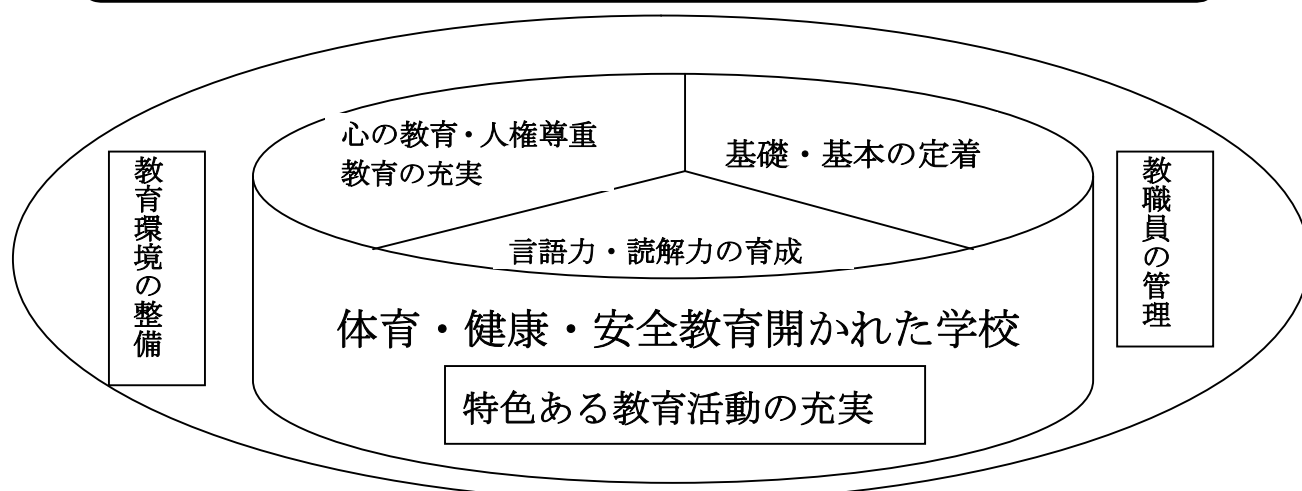 心の教育・人権尊重
教育の充実
基礎・基本の定着
言語力・読解力の育成
教育環境の整備
教職員の管理
体育・健康・安全教育開かれた学校
特色ある教育活動の充実